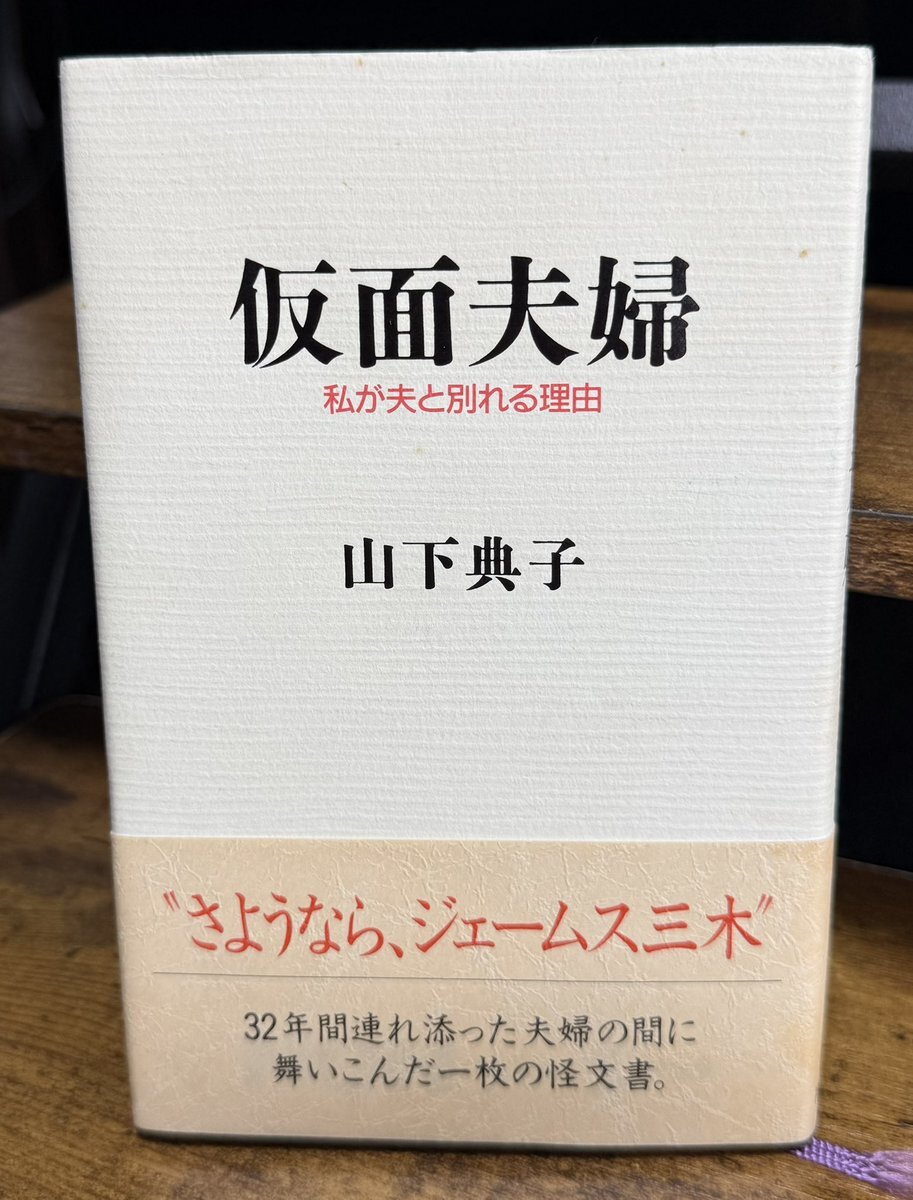 仮面夫婦
私が夫と別れる理由
山下典子
〝さようなら、ジェームス三木〟
32年間連れ添った夫婦の間に
舞いこんだ一枚の怪文書。